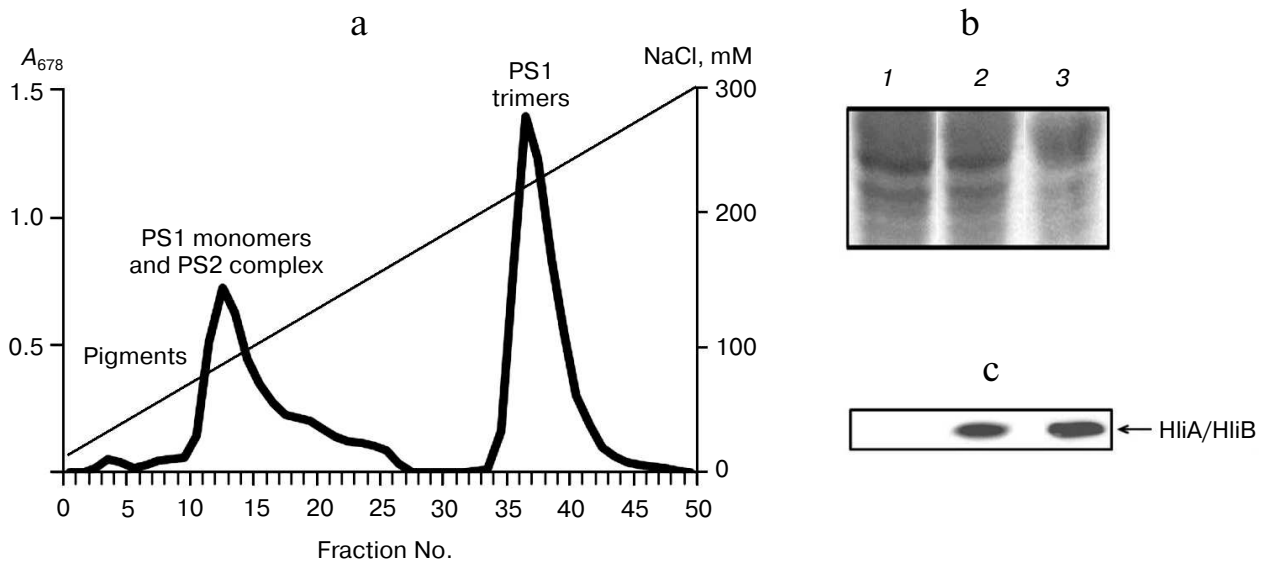 a
A678
NaCl, mM
1.5
1.0
0.5
0
PS1
trimers
PS1 monomers
and PS2 complex
Pigments
300
200
100
0
0 5 10 15 20 25 30 35 40 45 50
Fraction No.
b
1 2 3
c
HliA/HliB